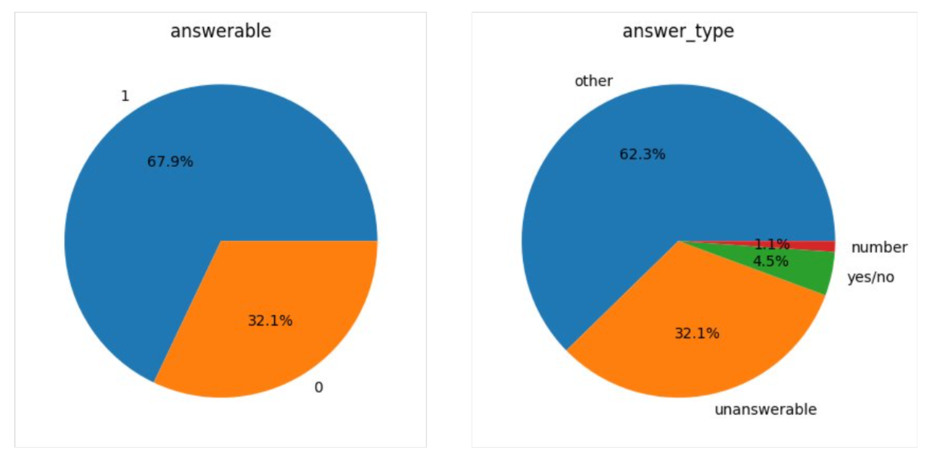 answerable
1
67.9%
32.1%
0
answer_type
other
62.3%
1.1%
number
4.5%
yes/no
32.1%
unanswerable